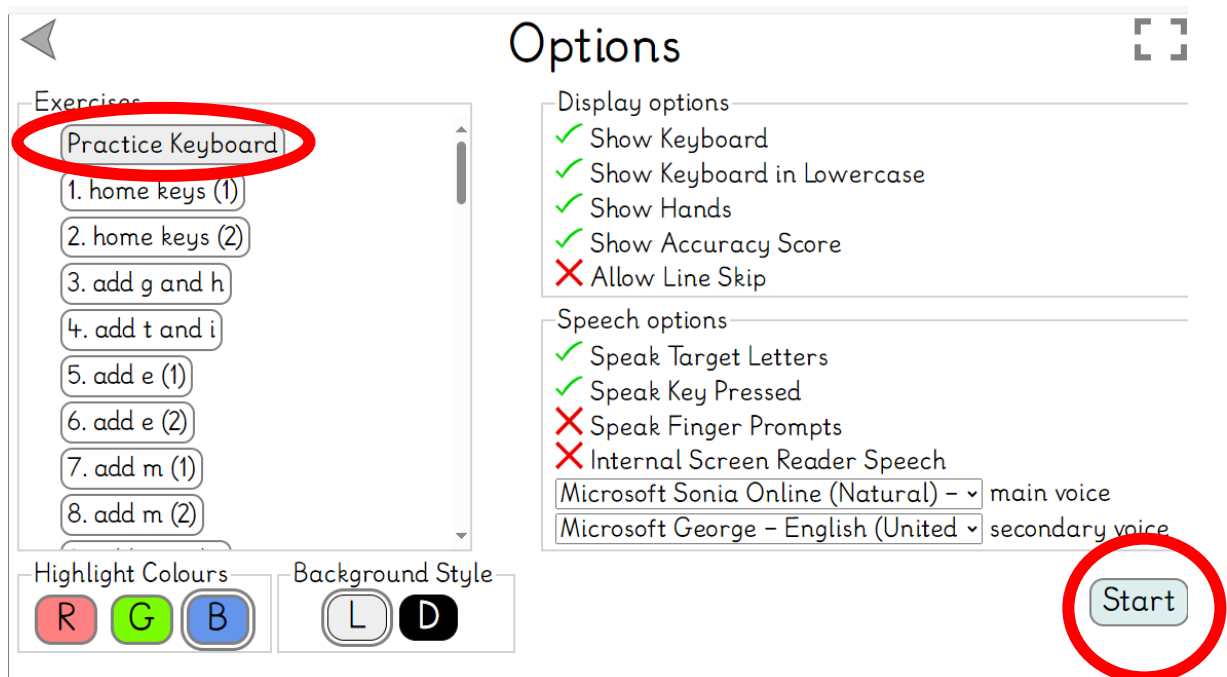 Options
Exercises
Practice Keyboard
1. home keys (1)
2. home keys (2)
3. add g and h
4. add t and i
5. add e (1)
6. add e (2)
7. add m (1)
8. add m (2)
Display options
Show Keyboard
Show Keyboard in Lowercase
Show Hands
Show Accuracy Score
Allow Line Skip
Speech options
Speak Target Letters
Speak Key Pressed
Speak Finger Prompts
Internal Screen Reader Speech
Microsoft Sonia Online (Natural) – main voice
Microsoft George – English (United secondary voice
Highlight Colours
R G B
Background Style
L D
Start